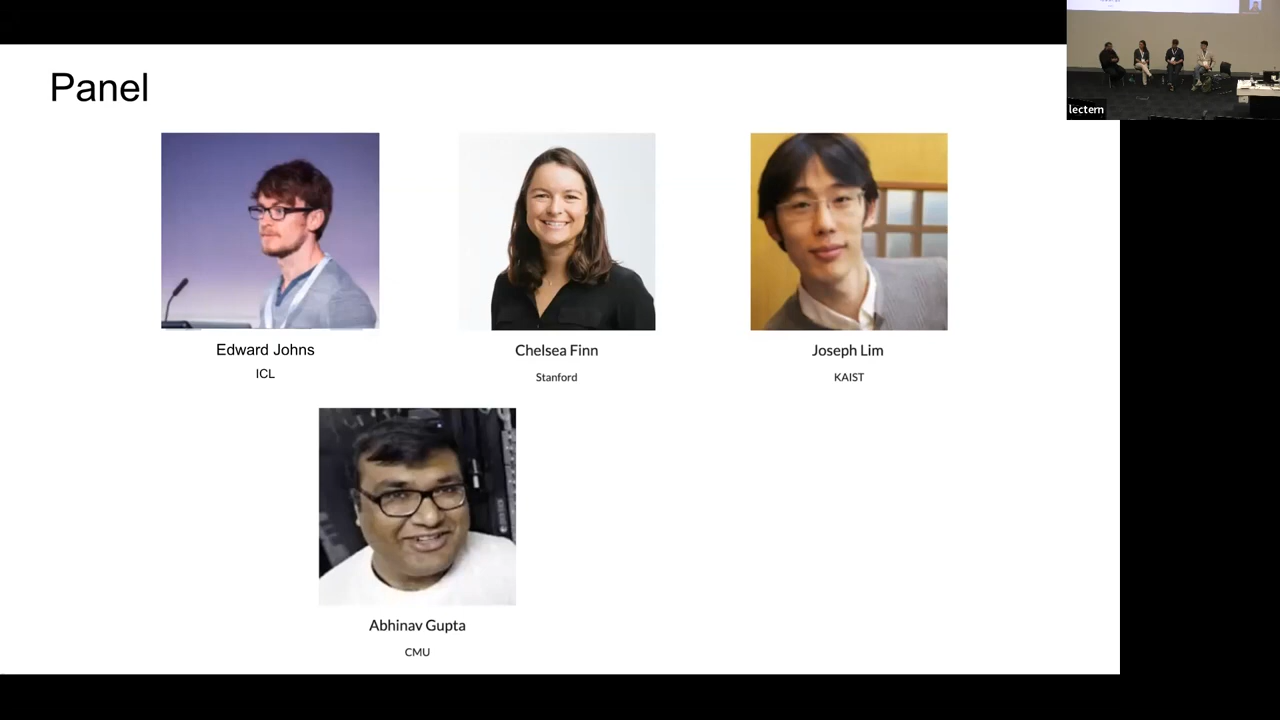 Panel
lectern
Edward Johns
ICL
Chelsea Finn
Stanford
Joseph Lim
KAIST
Abhinav Gupta
CMU